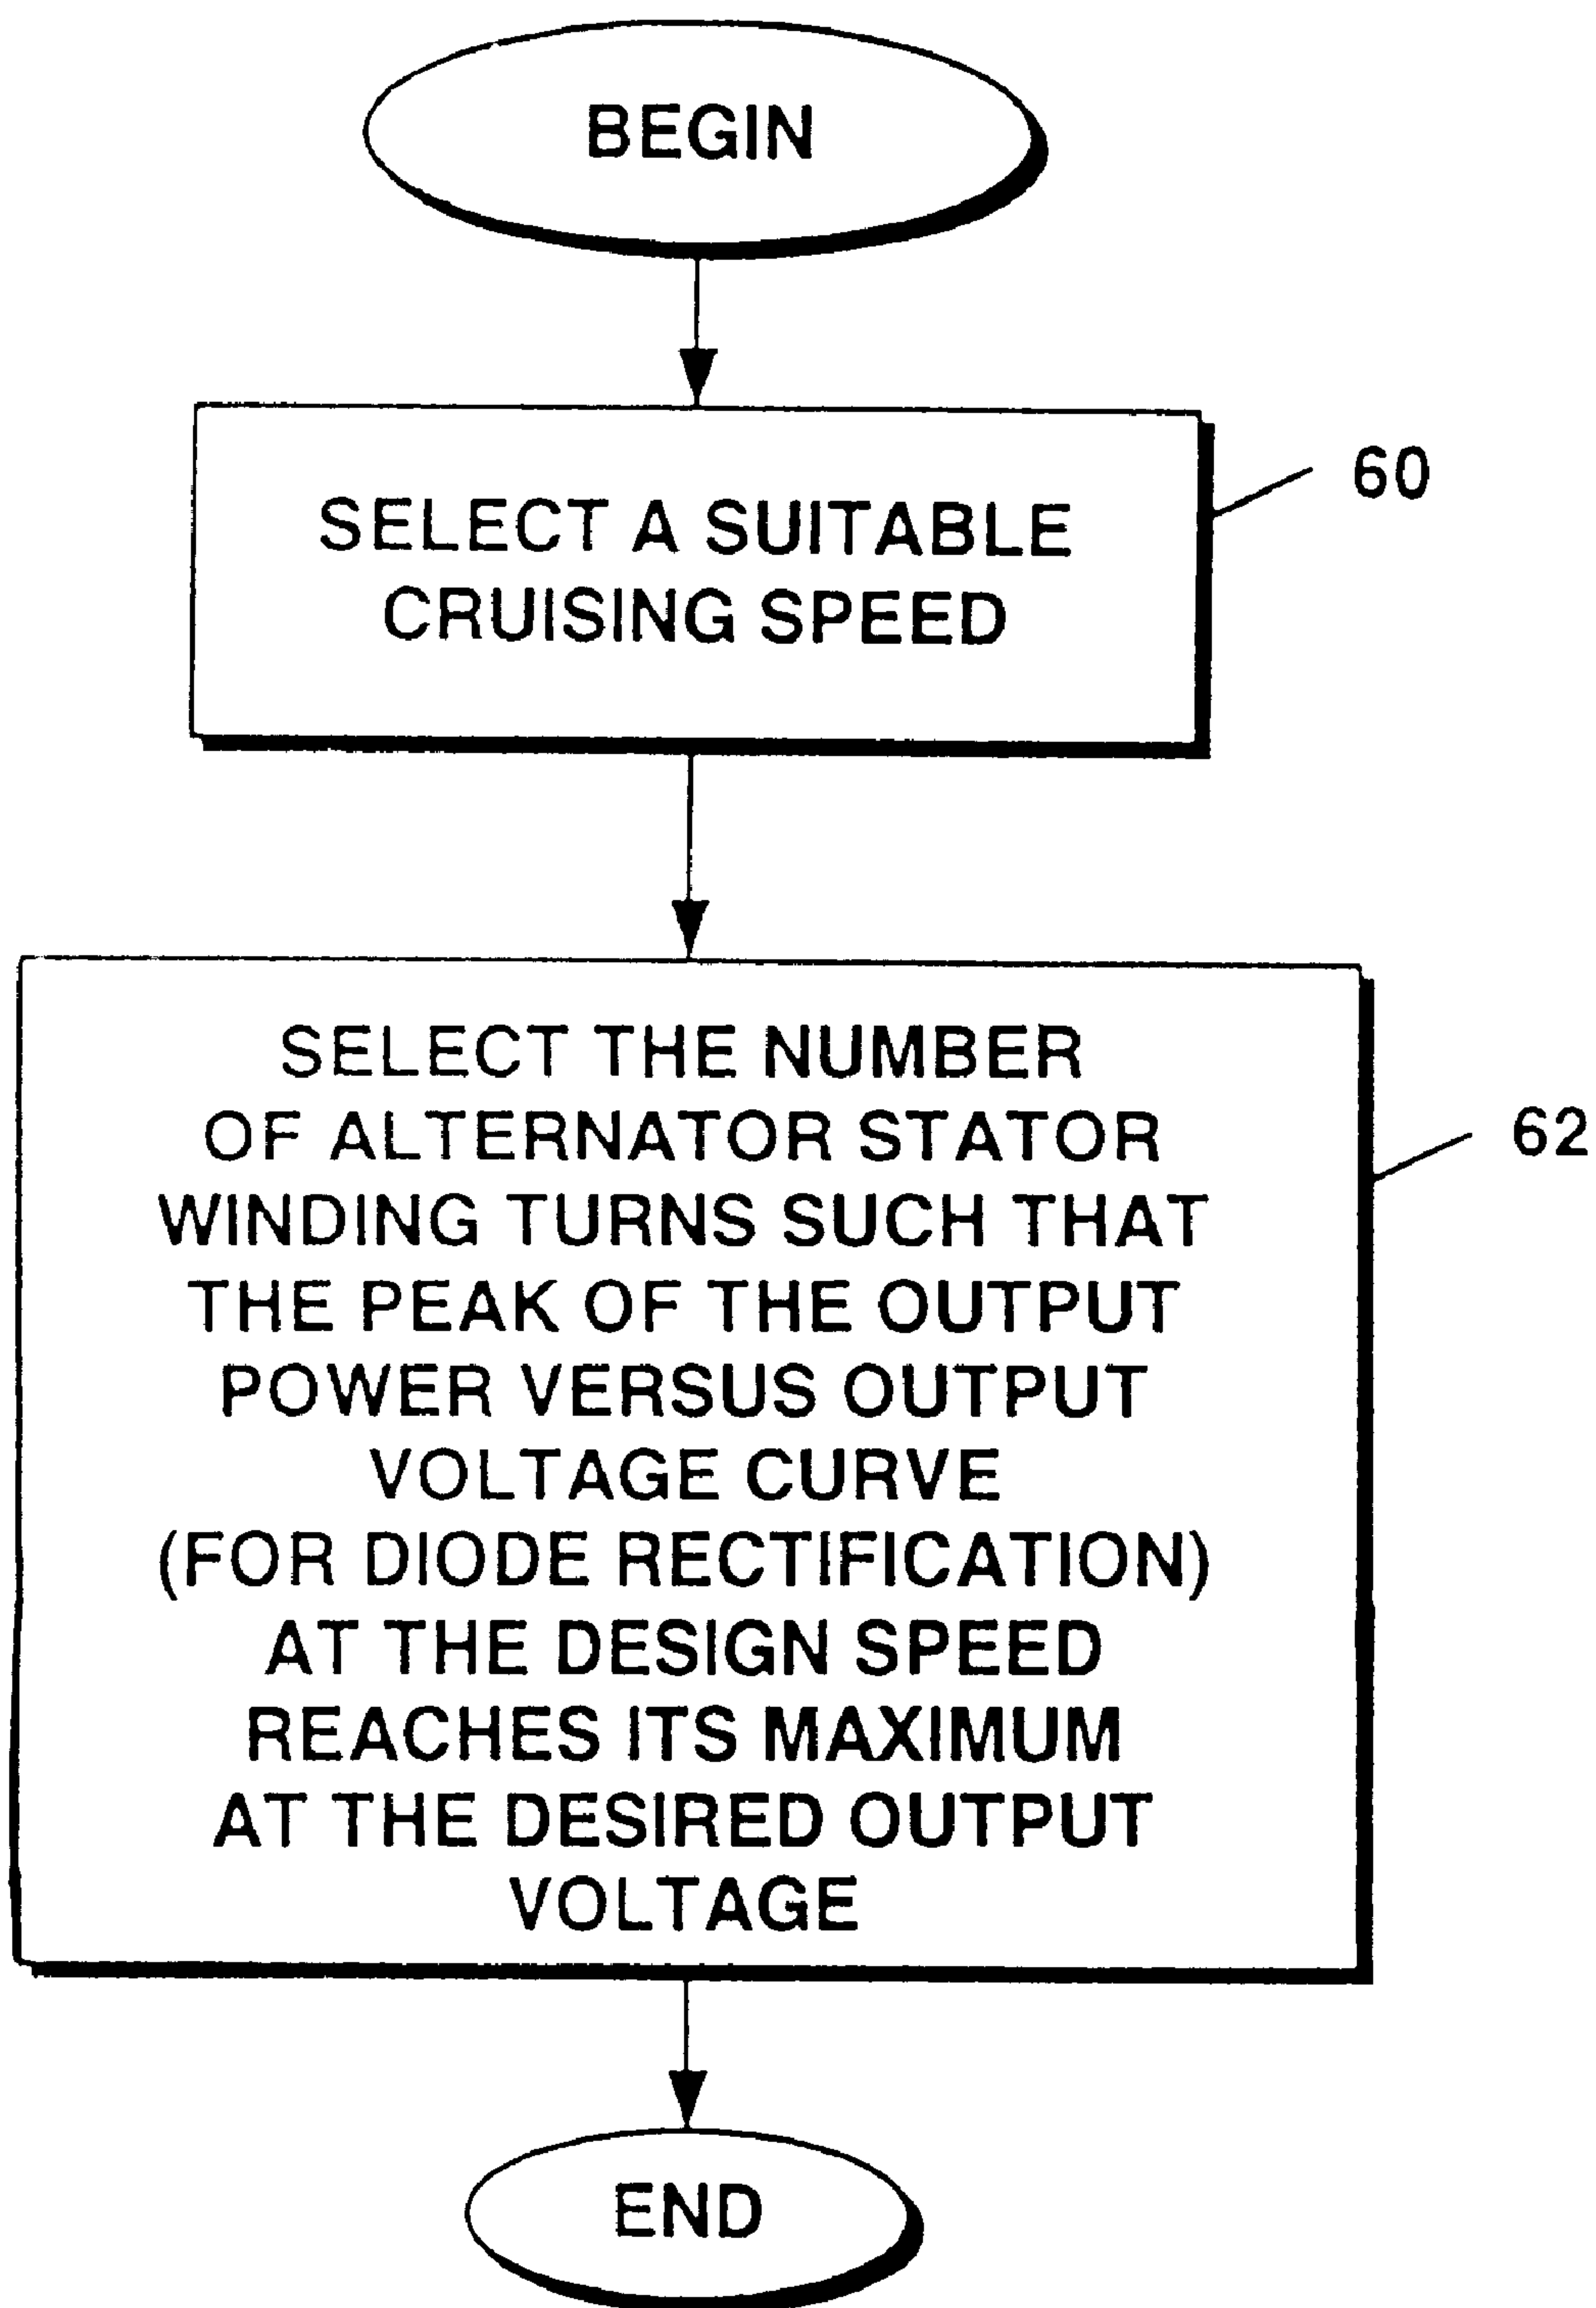 BEGIN
SELECT A SUITABLE
CRUISING SPEED
60
SELECT THE NUMBER
OF ALTERNATOR STATOR
WINDING TURNS SUCH THAT
THE PEAK OF THE OUTPUT
POWER VERSUS OUTPUT
VOLTAGE CURVE
(FOR DIODE RECTIFICATION)
AT THE DESIGN SPEED
REACHES ITS MAXIMUM
AT THE DESIRED OUTPUT
VOLTAGE
62
END